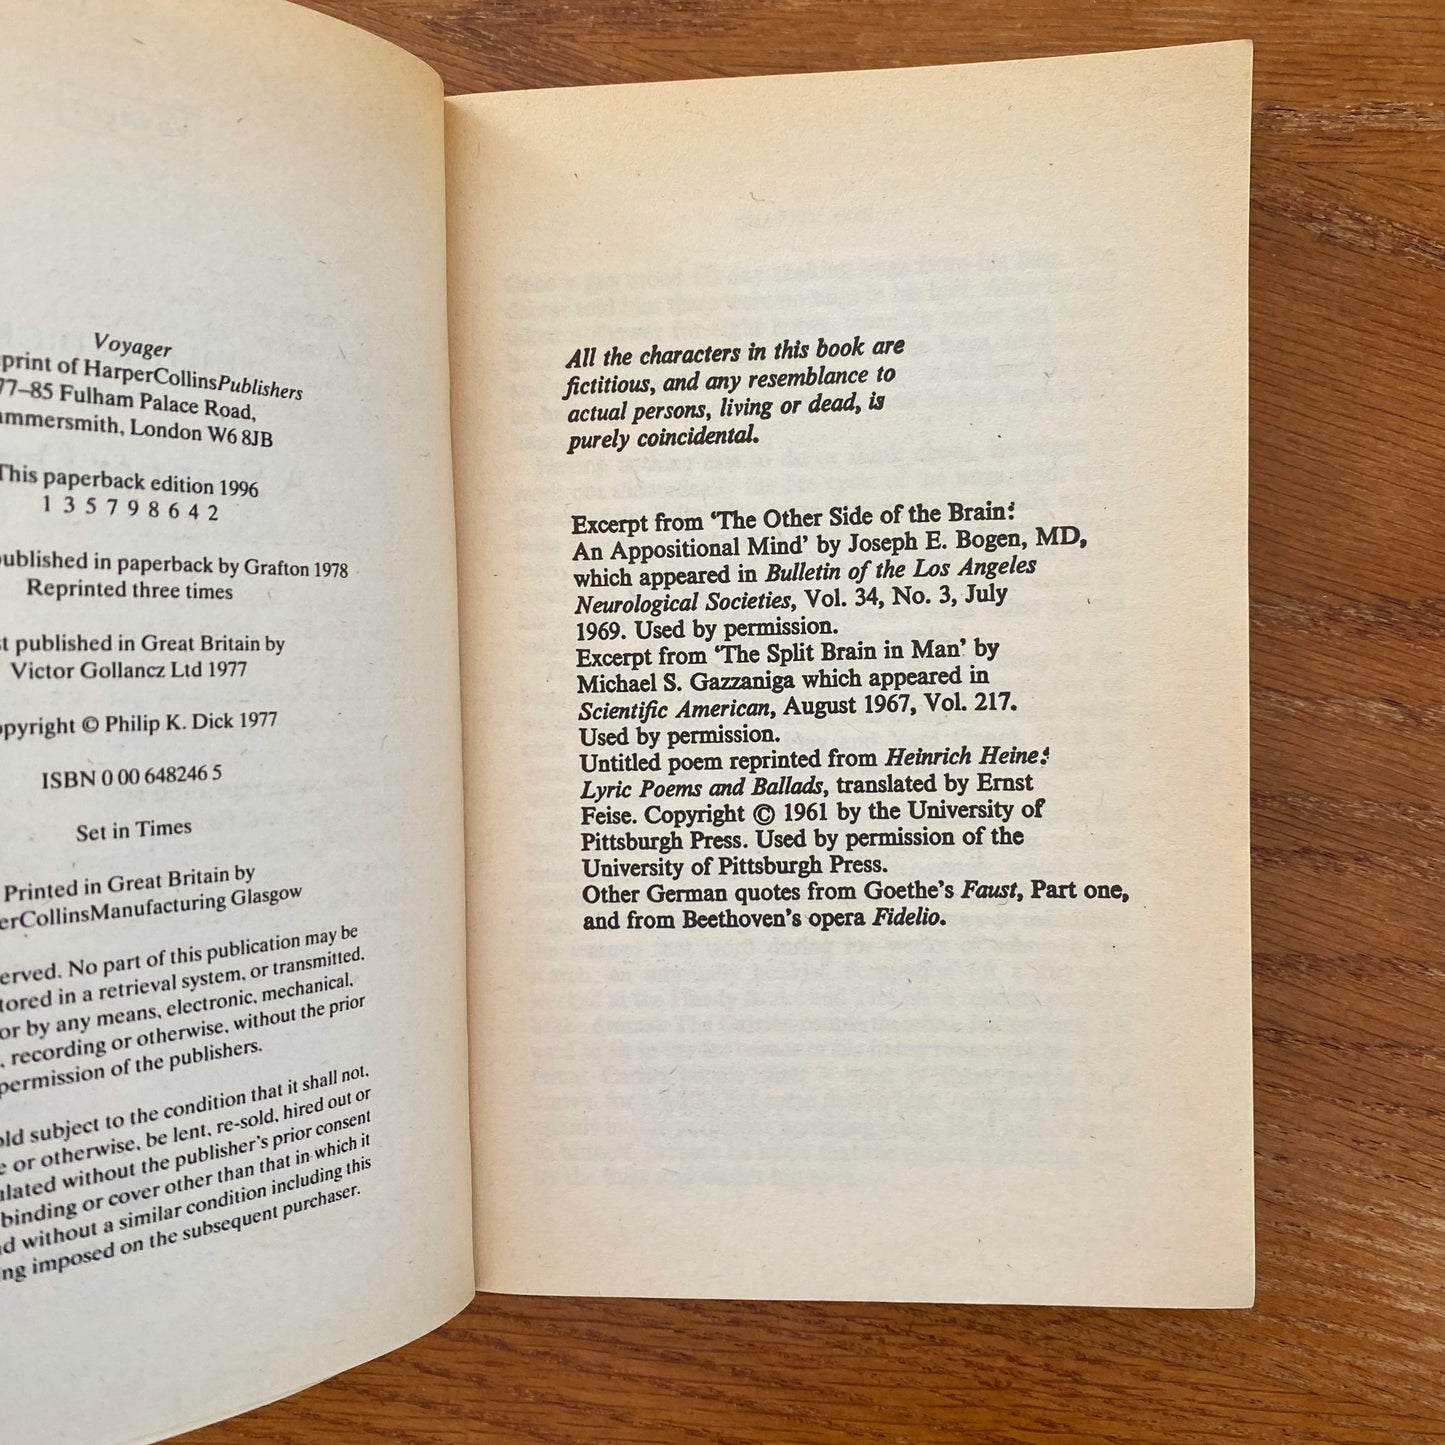 Voyager
print of HarperCollinsPublishers
77–85 Fulham Palace Road,
mmersmith, London W6 8JB
This paperback edition 1996
1 3 5 7 9 8 6 4 2
ublished in paperback by Grafton 1978
Reprinted three times
t published in Great Britain by
Victor Gollancz Ltd 1977
opyright © Philip K. Dick 1977
ISBN 0 00 648246 5
Set in Times
Printed in Great Britain by
erCollinsManufacturing Glasgow
erved. No part of this publication may be
tored in a retrieval system, or transmitted,
or by any means, electronic, mechanical,
, recording or otherwise, without the prior
permission of the publishers.
old subject to the condition that it shall not,
e or otherwise, be lent, re-sold, hired out or
ulated without the publisher's prior consent
binding or cover other than that in which it
d without a similar condition including this
ng imposed on the subsequent purchaser.
All the characters in this book are
fictitious, and any resemblance to
actual persons, living or dead, is
purely coincidental.
Excerpt from ‘The Other Side of the Brain:
An Appositional Mind’ by Joseph E. Bogen, MD,
which appeared in Bulletin of the Los Angeles
Neurological Societies, Vol. 34, No. 3, July
1969. Used by permission.
Excerpt from ‘The Split Brain in Man’ by
Michael S. Gazzaniga which appeared in
Scientific American, August 1967, Vol. 217.
Used by permission.
Untitled poem reprinted from Heinrich Heine:
Lyric Poems and Ballads, translated by Ernst
Feise. Copyright © 1961 by the University of
Pittsburgh Press. Used by permission of the
University of Pittsburgh Press.
Other German quotes from Goethe's Faust, Part one,
and from Beethoven's opera Fidelio.